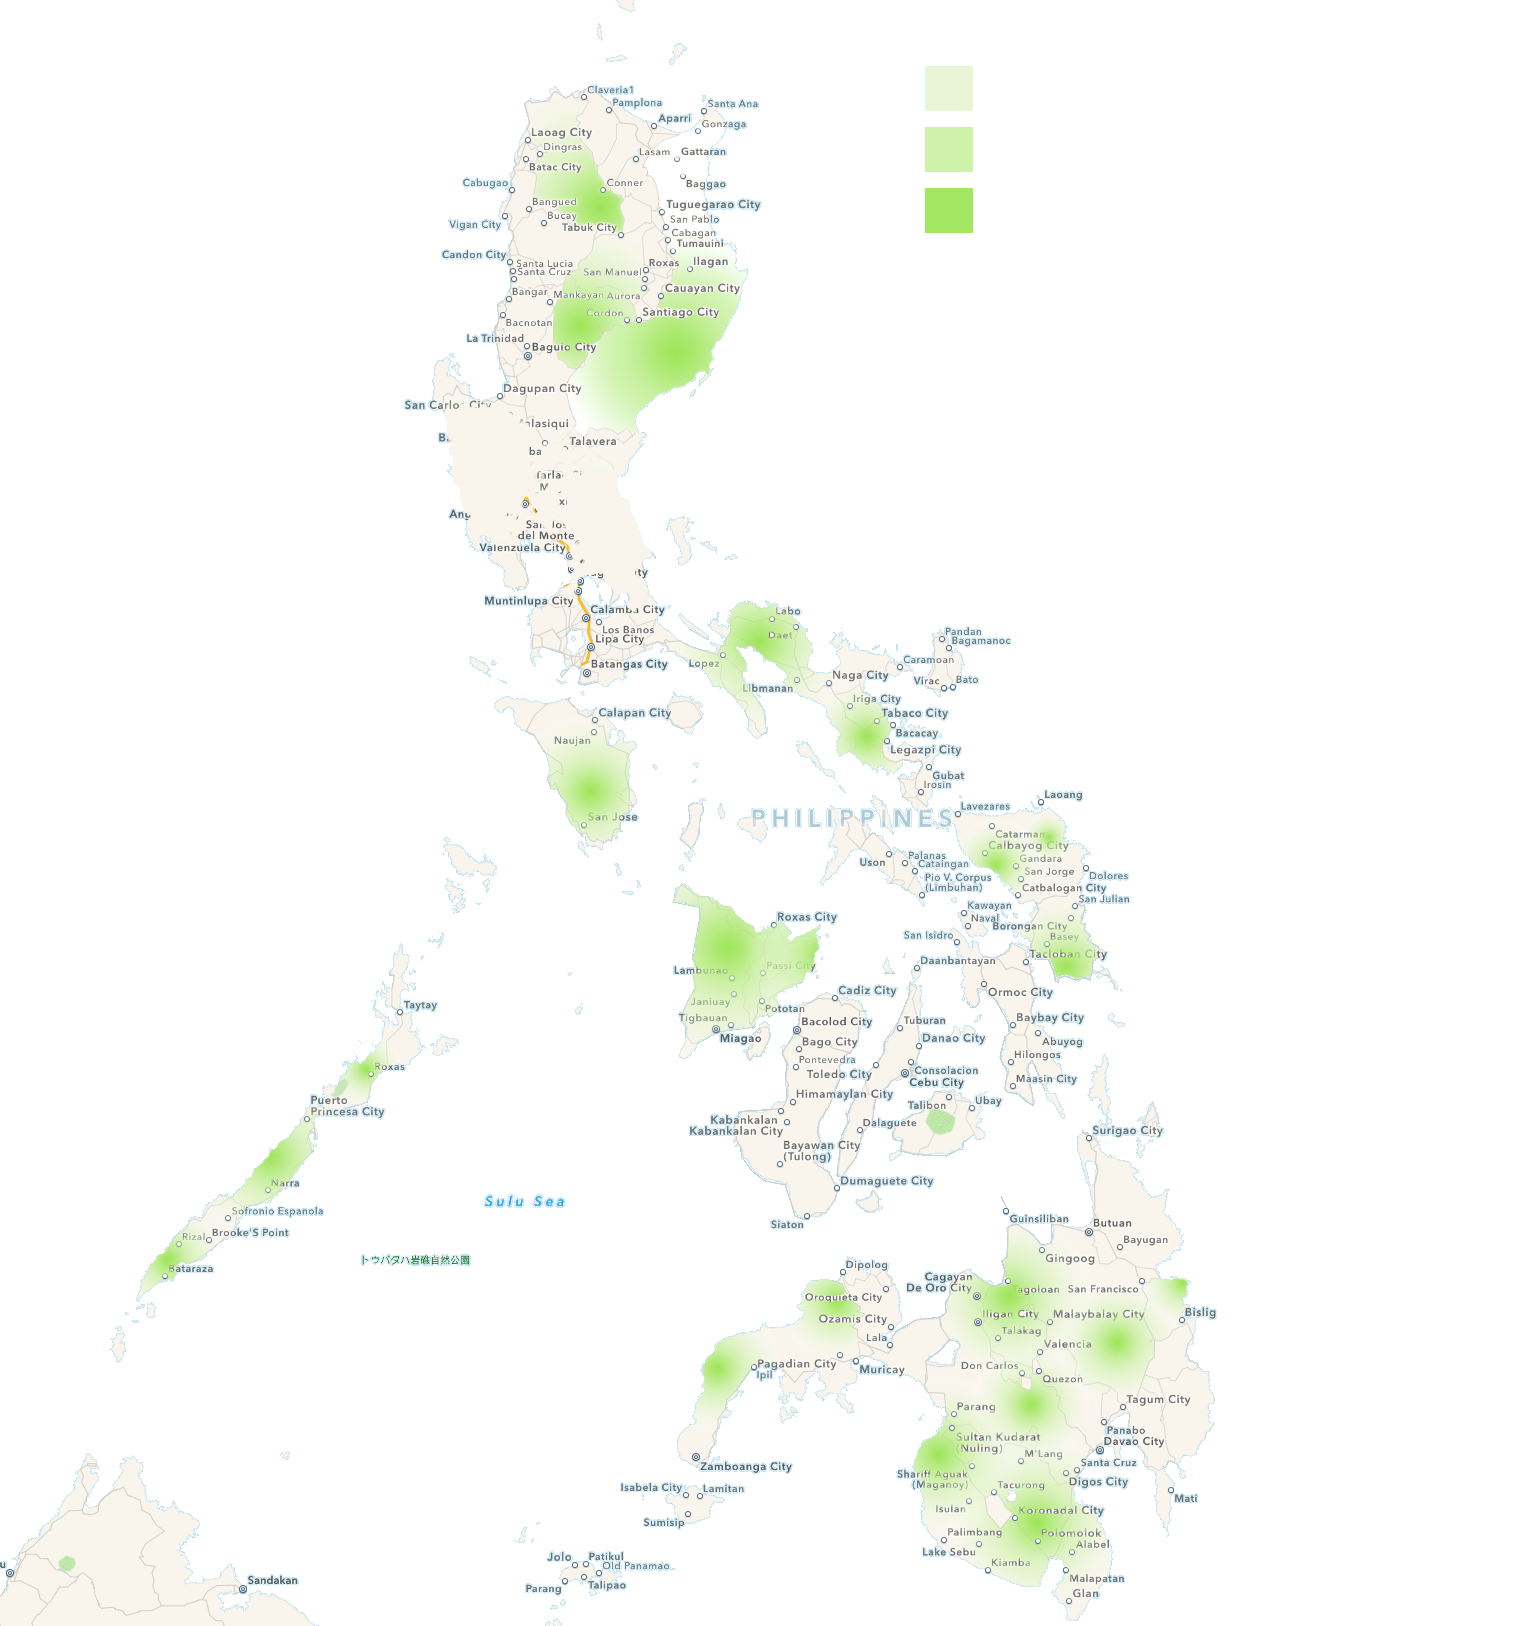 Claveria1
Pamplona
Santa Ana
Aparri
Gonzaga
Laoag City
Dingras
Lasam
Gattaran
Batac City
Cabugao
Conner
Baggao
Bangued
Tuguegarao City
Bucay
San Pablo
Vigan City
Tabuk City
Cabagan
Tumauini
Candon City
Santa Lucia
Roxas
Ilagan
Santa Cruz
San Manuel
Bangar
Mankayan
Aurora
Cauayan City
Cordon
Santiago City
Bacnotan
La Trinidad
Baguio City
Dagupan City
San Carlo City
alasiqui
Talavera
San Jos
del Monte
Valenzuela City
Muntinlupa City
Calamba City
Los Banos
Lipa City
Batangas City
Labo
Daet
Lopez
Libmanan
Pandan
Bagamanoc
Caramoan
Naga City
Virac
Bato
Iriga City
Tabaco City
Bacacay
Legazpi City
Calapan City
Naujan
Gubat
Irosin
San Jose
PHILIPPINES
Lavezares
Laoang
Catarman
Calbayog City
Gandara
San Jorge
Catbalogan City
Dolores
San Julian
Uson
Palanas
Cataingan
Pio V. Corpus
(Limbuhan)
Kawayan
Naval
Borongan City
San Isidro
Basey
Tacloban City
Daanbantayan
Roxas City
Lambunao
Passi City
Janiuay
Pototan
Tigbauan
Miagao
Cadiz City
Bacolod City
Bago City
Pontevedra
Toledo City
Himamaylan City
Kabankalan
Kabankalan City
Tuburan
Danao City
Consolacion
Cebu City
Talibon
Ubay
Dalaguete
Bayawan City
(Tulong)
Dumaguete City
Siaton
Ormoc City
Baybay City
Abuyog
Hilongos
Maasin City
Surigao City
Taytay
Roxas
Puerto
Princesa City
Narra
Sofronio Espanola
Rizal
Brooke'S Point
Bataraza
Sulu Sea
トゥバタハ岩礁自然公園
Guinsiliban
Butuan
Bayugan
Gingoog
Dipolog
Cagayan
De Oro City
Tagoloan
San Francisco
Oroquieta City
Iligan City
Malaybalay City
Bislig
Ozamis City
Talakag
Lala
Valencia
Pagadian City
Ipil
Muricay
Don Carlos
Quezon
Parang
Tagum City
Panabo
Davao City
Sultan Kudarat
(Nuling)
M'Lang
Santa Cruz
Digos City
Shariff Aguak
(Maganoy)
Tacurong
Mati
Isulan
Koronadal City
Palimbang
Polomolok
Lake Sebu
Alabel
Kiamba
Malapatan
Glan
Zamboanga City
Isabela City
Lamitan
Sumisip
Jolo
Patikul
Old Panamao
Parang
Talipao
Sandakan